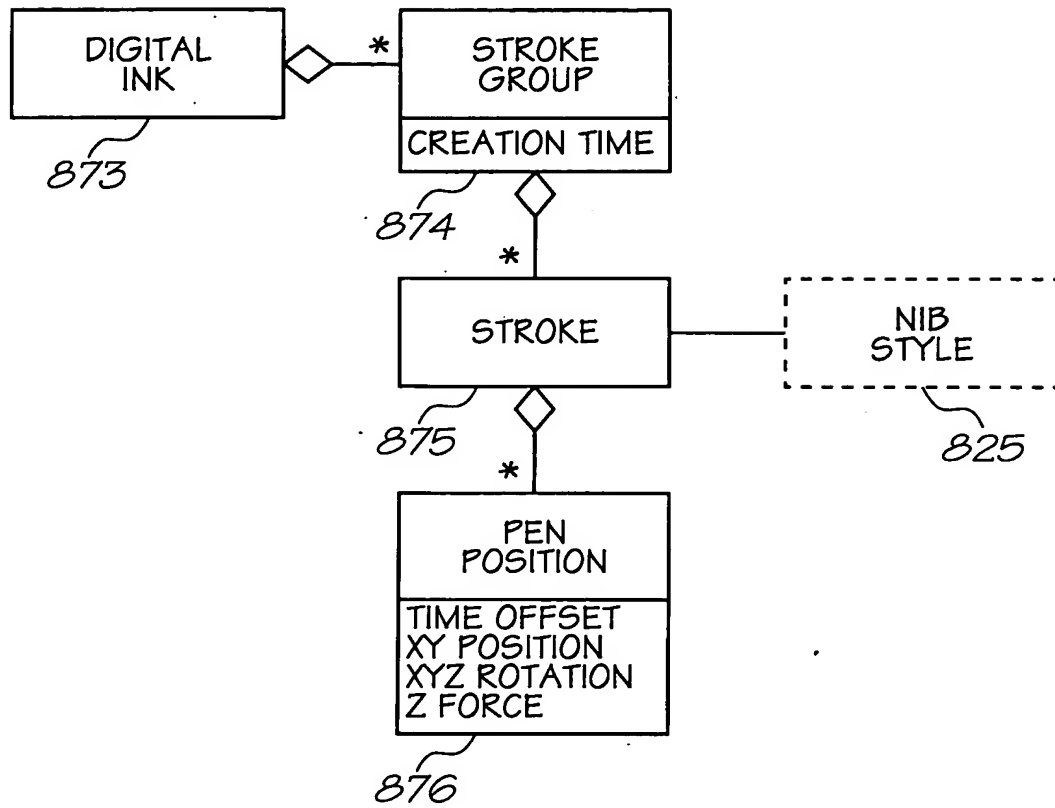 DIGITAL
INK
*
STROKE
GROUP
CREATION TIME
873
874
*
STROKE
NIB
STYLE
875
825
*
PEN
POSITION
TIME OFFSET
XY POSITION
XYZ ROTATION
Z FORCE
876